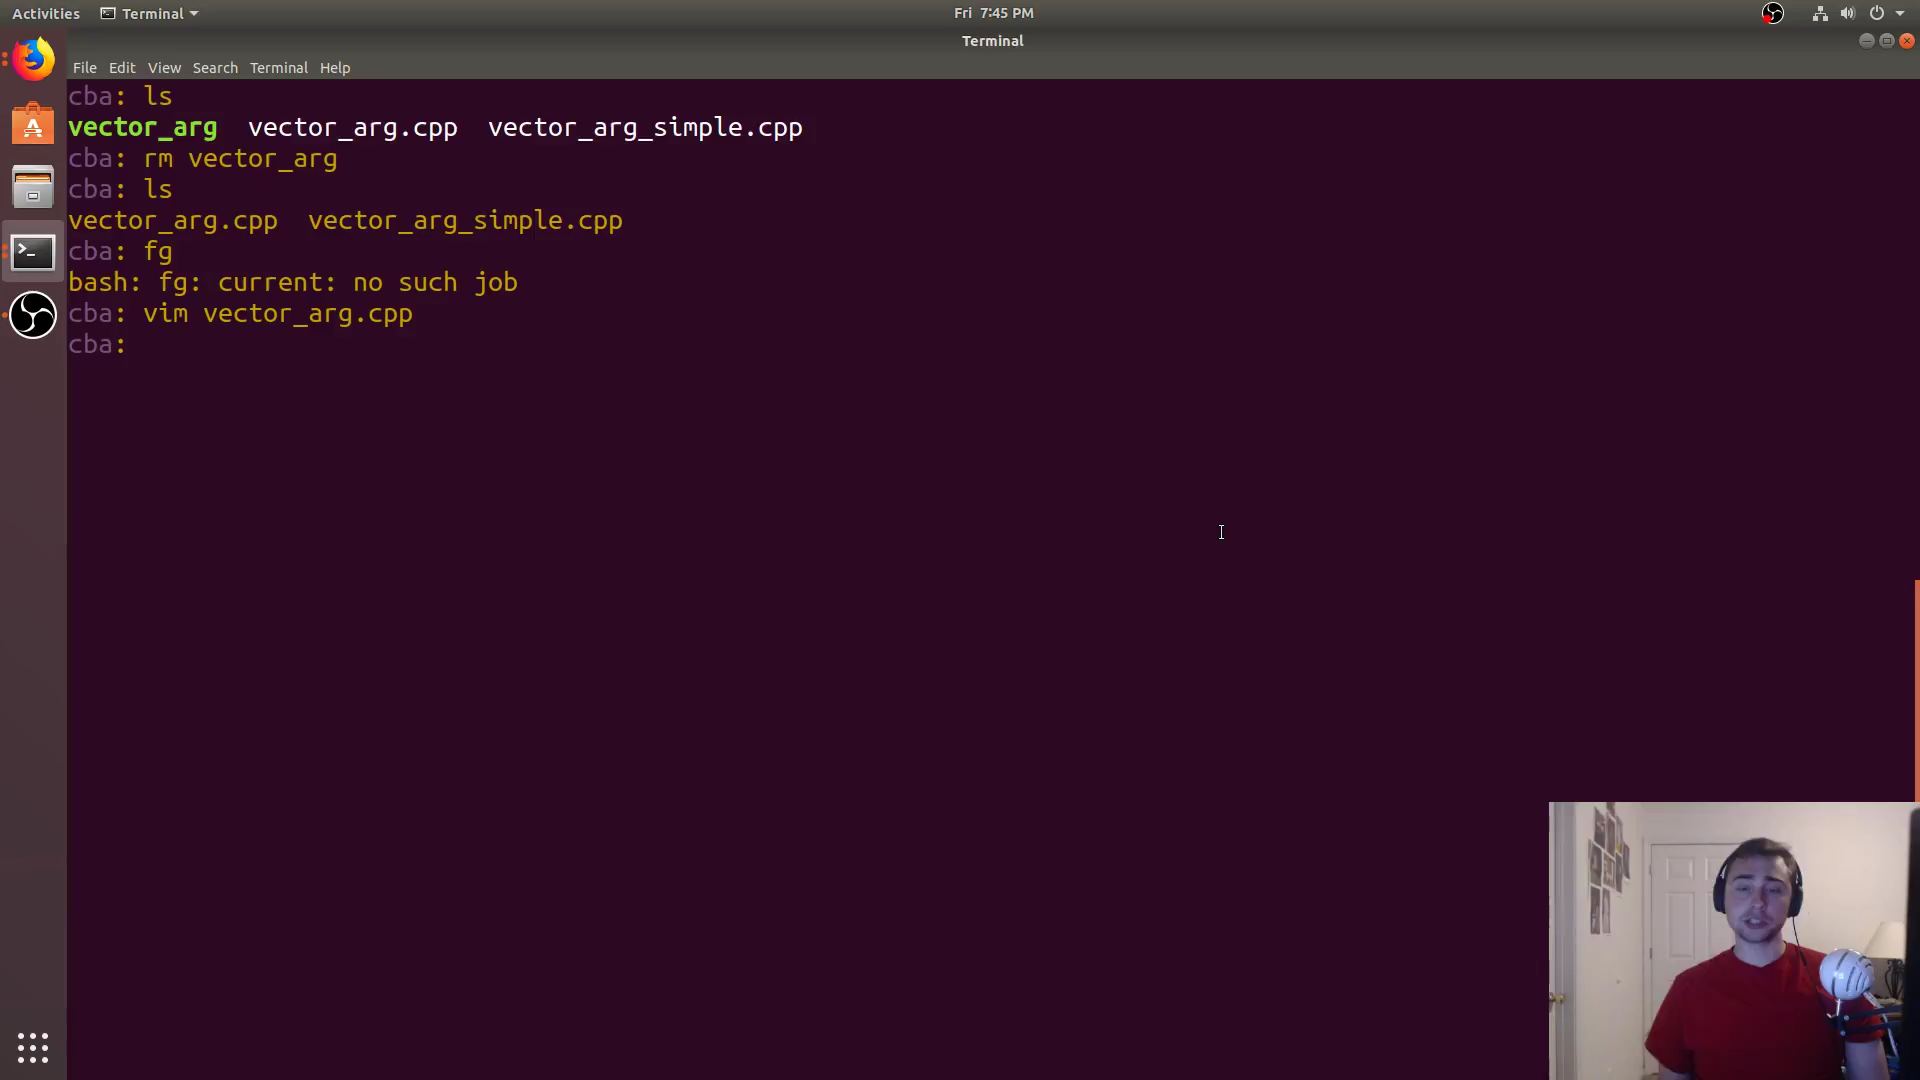 Activities Terminal Fri 7:45 PM
Terminal
File Edit View Search Terminal Help
cba: ls
vector_arg vector_arg.cpp vector_arg_simple.cpp
cba: rm vector_arg
cba: ls
vector_arg.cpp vector_arg_simple.cpp
cba: fg
bash: fg: current: no such job
cba: vim vector_arg.cpp
cba: